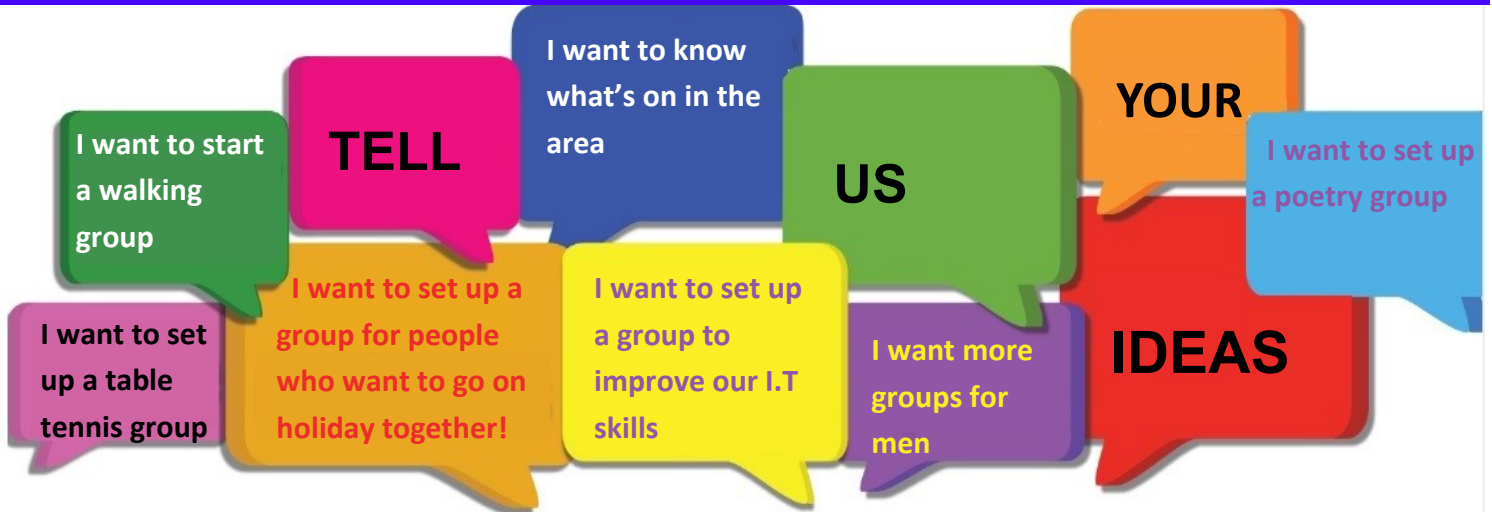 I want to start
a walking
group
TELL
I want to know
what’s on in the
area
US
YOUR
I want to set up
a poetry group
I want to set
up a table
tennis group
I want to set up a
group for people
who want to go on
holiday together!
I want to set up
a group to
improve our I.T
skills
I want more
groups for
men
IDEAS